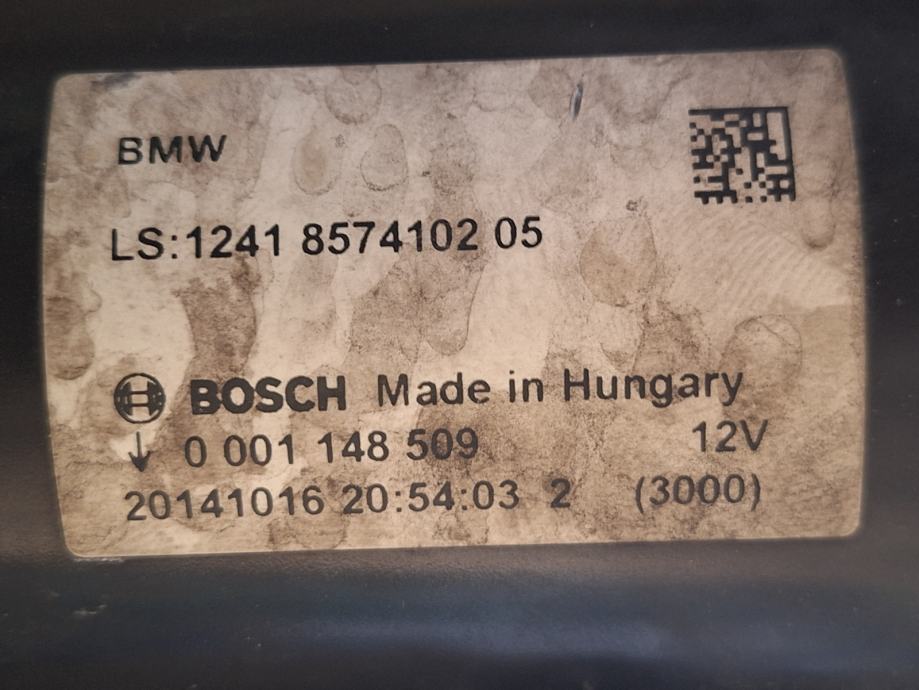 BMW
LS:1241 8574102 05
BOSCH Made in Hungary
↓ 0 001 148 509 12V
20141016 20:54:03 2 (3000)